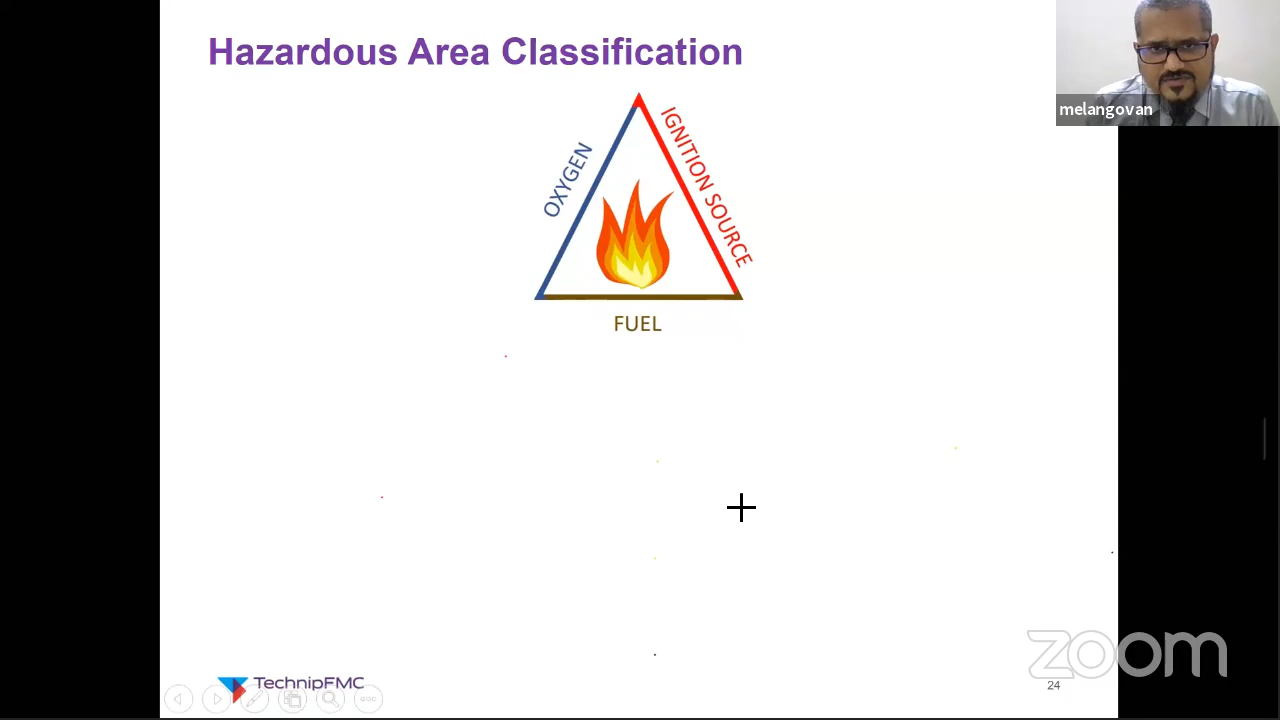 Hazardous Area Classification
melangovan
OXYGEN
IGNITION SOURCE
FUEL
zoom
TechnipFMC
24